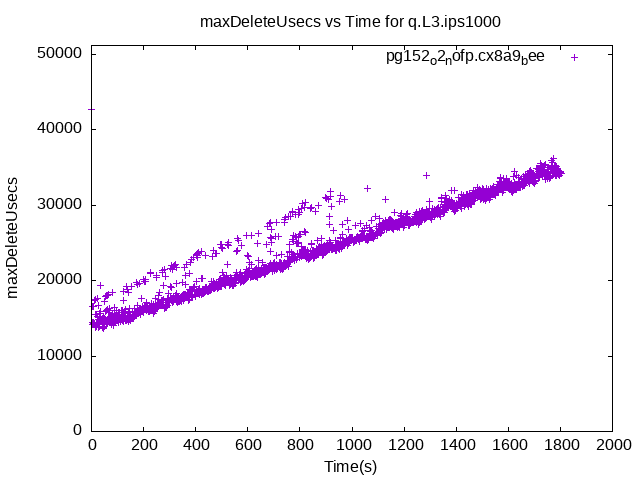 maxDeleteUsecs vs Time for q.L3.ips1000
pg152o2nofp.cx8a9bee
50000
40000
30000
20000
10000
0
maxDeleteUsecs
0 200 400 600 800 1000 1200 1400 1600 1800 2000
Time(s)